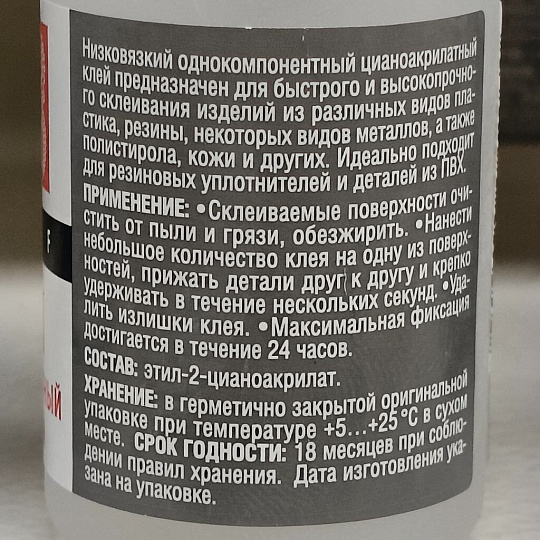 Низковязкий однокомпонентный цианоакрилатный
клей предназначен для быстрого и высокопрочно-
го склеивания изделий из различных видов пла-
стика, резины, некоторых видов металлов, а также
полистирола, кожи и других. Идеально подходит
для резиновых уплотнителей и деталей из ПВХ.
ПРИМЕНЕНИЕ: •Склеиваемые поверхности очи-
стить от пыли и грязи, обезжирить. •Нанести
небольшое количество клея на одну из поверх-
ностей, прижать детали друг к другу и крепко
удерживать в течение нескольких секунд. •Уда-
лить излишки клея. •Максимальная фиксация
достигается в течение 24 часов.
СОСТАВ: этил-2-цианоакрилат.
ХРАНЕНИЕ: в герметично закрытой оригинальной
упаковке при температуре +5...+25 °С в сухом
месте. СРОК ГОДНОСТИ: 18 месяцев при соблю-
дении правил хранения. Дата изготовления ука-
зана на упаковке.
F